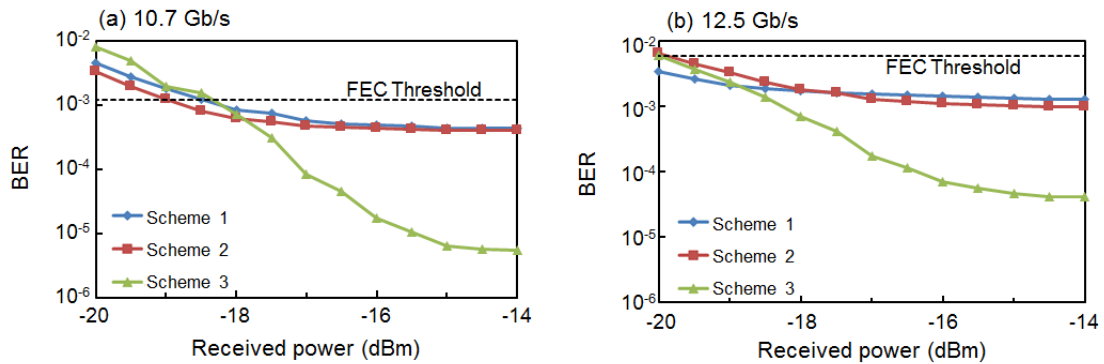 (a) 10.7 Gb/s
10-2
10-3
10-4
10-5
10-6
BER
FEC Threshold
Scheme 1
Scheme 2
Scheme 3
-20
-18
-16
-14
Received power (dBm)
(b) 12.5 Gb/s
10-2
10-3
10-4
10-5
10-6
BER
FEC Threshold
Scheme 1
Scheme 2
Scheme 3
-20
-18
-16
-14
Received power (dBm)